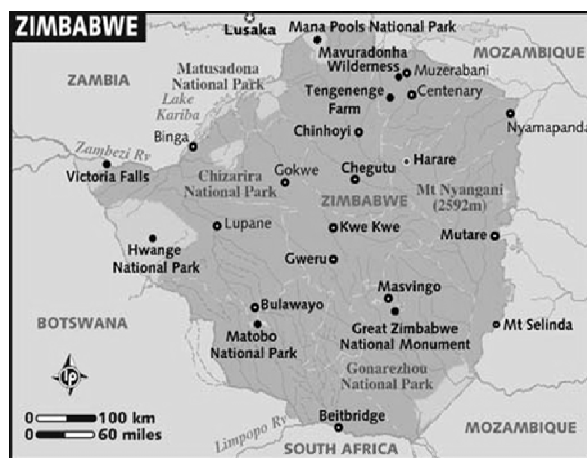 ZIMBABWE
Lusaka
Mana Pools National Park
Mavuradonha
Wilderness
MOZAMBIQUE
ZAMBIA
Matusadona
National Park
Muzerabani
Tengenenge
Farm
Centenary
Lake
Kariba
Nyamapanda
Chinhoyi
Binga
Zambezi Rv
Harare
Victoria Falls
Gokwe
Chegutu
Chizarira
National Park
Mt Nyangani
(2592m)
ZIMBABWE
Lupane
Kwe Kwe
Mutare
Hwange
National Park
Gweru
Masvingo
Bulawayo
BOTSWANA
Great Zimbabwe
National Monument
Mt Selinda
Matobo
National Park
LP
Gonarezhou
National Park
0 100 km
0 60 miles
Beitbridge
Limpopo Rv
MOZAMBIQUE
SOUTH AFRICA